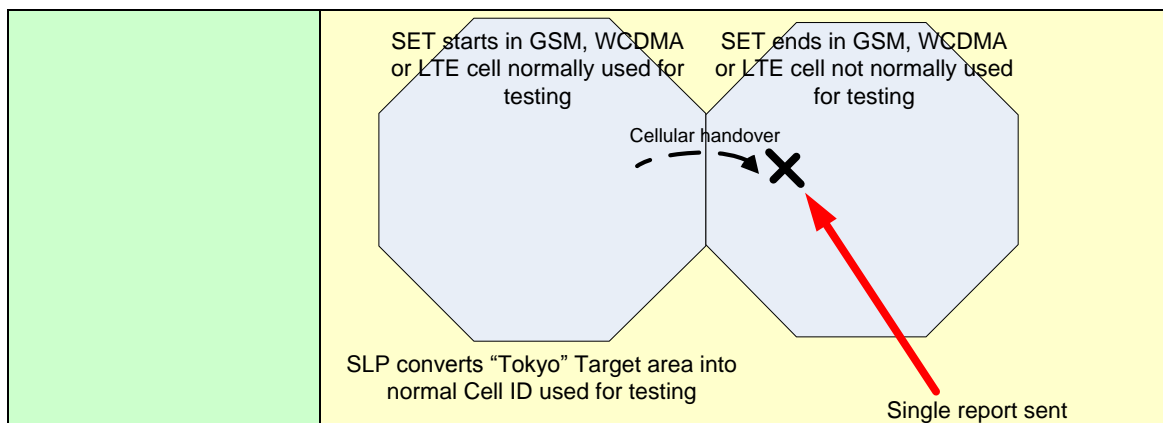 SET starts in GSM, WCDMA
or LTE cell normally used for
testing
SET ends in GSM, WCDMA
or LTE cell not normally used
for testing
Cellular handover
SLP converts “Tokyo” Target area into
normal Cell ID used for testing
Single report sent